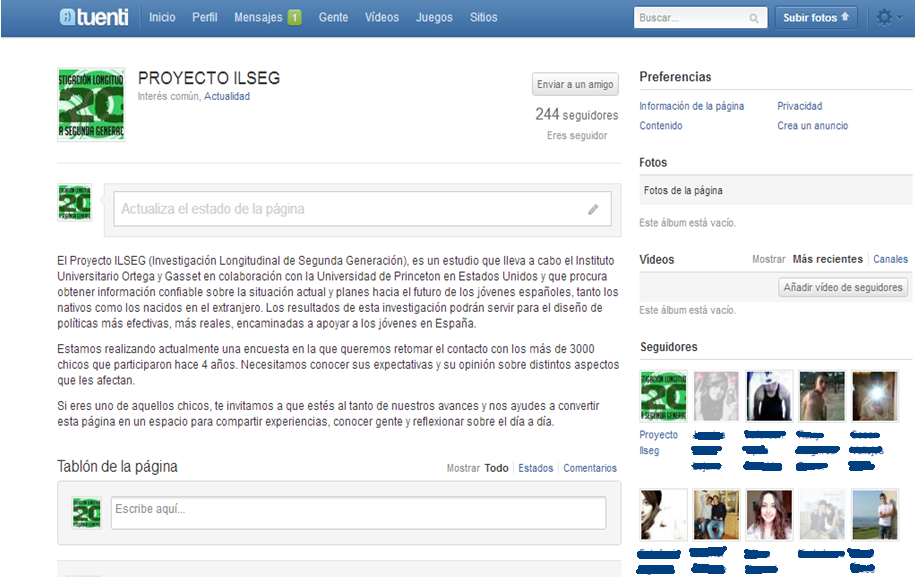 tuenti
Inicio Perfil Mensajes 1 Gente Vídeos Juegos Sitios
Buscar...
Subir fotos
STIGACIÓN LONGITUD
20
A SEGUNDA GENERAC
PROYECTO ILSEG
Interés común, Actualidad
Enviar a un amigo
244 seguidores
Eres seguidor
Actualiza el estado de la página
El Proyecto ILSEG (Investigación Longitudinal de Segunda Generación), es un estudio que lleva a cabo el Instituto
Universitario Ortega y Gasset en colaboración con la Universidad de Princeton en Estados Unidos y que procura
obtener información confiable sobre la situación actual y planes hacia el futuro de los jóvenes españoles, tanto los
nativos como los nacidos en el extranjero. Los resultados de esta investigación podrán servir para el diseño de
políticas más efectivas, más reales, encaminadas a apoyar a los jóvenes en España.
Estamos realizando actualmente una encuesta en la que queremos retomar el contacto con los más de 3000
chicos que participaron hace 4 años. Necesitamos conocer sus expectativas y su opinión sobre distintos aspectos
que les afectan.
Si eres uno de aquellos chicos, te invitamos a que estés al tanto de nuestros avances y nos ayudes a convertir
esta página en un espacio para compartir experiencias, conocer gente y reflexionar sobre el día a día.
Tablón de la página
Mostrar Todo Estados Comentarios
Escribe aquí...
Preferencias
Información de la página Privacidad
Contenido Crea un anuncio
Fotos
Fotos de la página
Este álbum está vacío.
Vídeos
Mostrar Más recientes Canales
Añadir vídeo de seguidores
Este álbum está vacío.
Seguidores
Proyecto
Ilseg